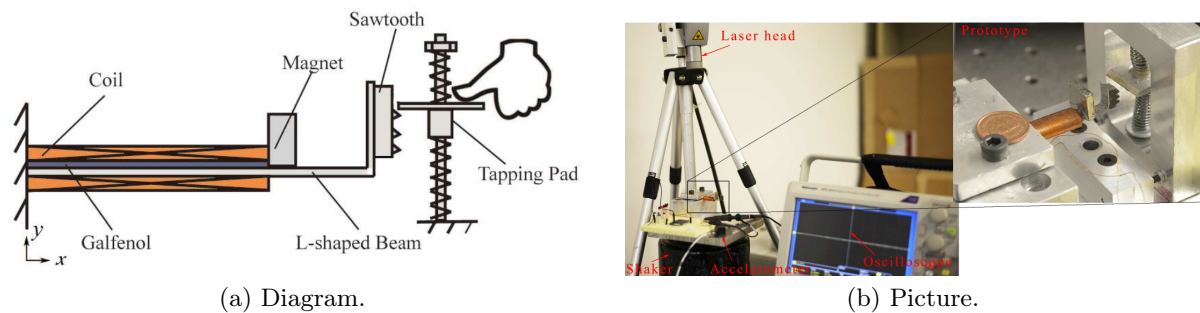 Sawtooth
Magnet
Coil
Tapping Pad
y
x
Galfenol
L-shaped Beam
(a) Diagram.
Laser head
Prototype
Shaker
Accelerometer
Oscilloscope
(b) Picture.